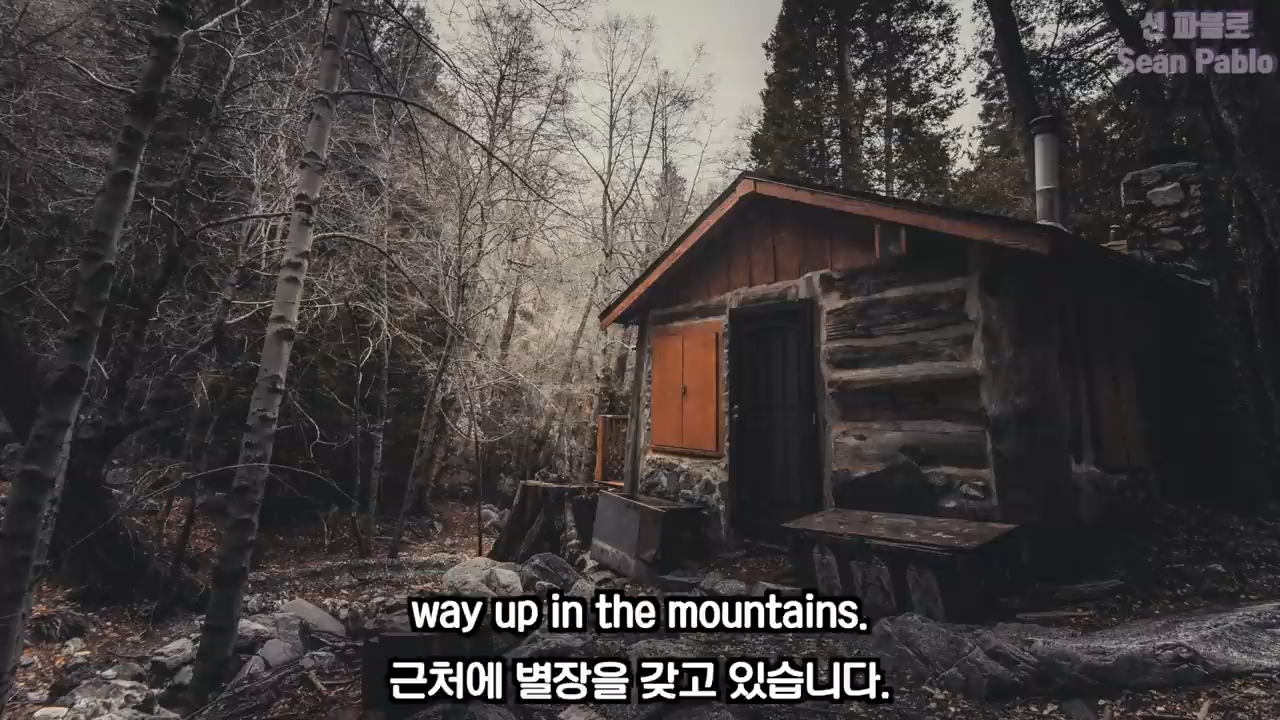 션 파블로
Sean Pablo
way up in the mountains.
근처에 별장을 갖고 있습니다.